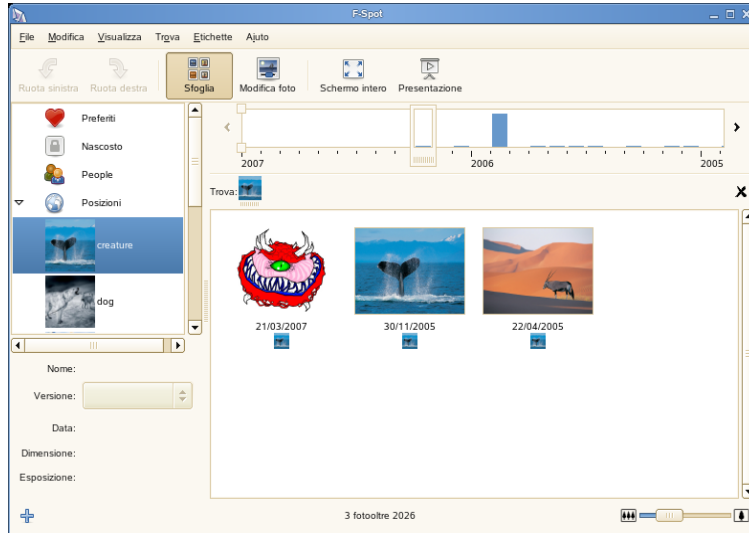 F-Spot
File Modifica Visualizza Trova Etichette Ajuto
Ruota sinistra Ruota destra Sfoglia Modifica foto Schermo intero Presentazione
Preferiti
Nascosto
People
Posizioni
creature
dog
2007 2006 2005
Trova:
21/03/2007 30/11/2005 22/04/2005
Nome:
Versione:
Data:
Dimensione:
Esposizione:
3 fotooltre 2026